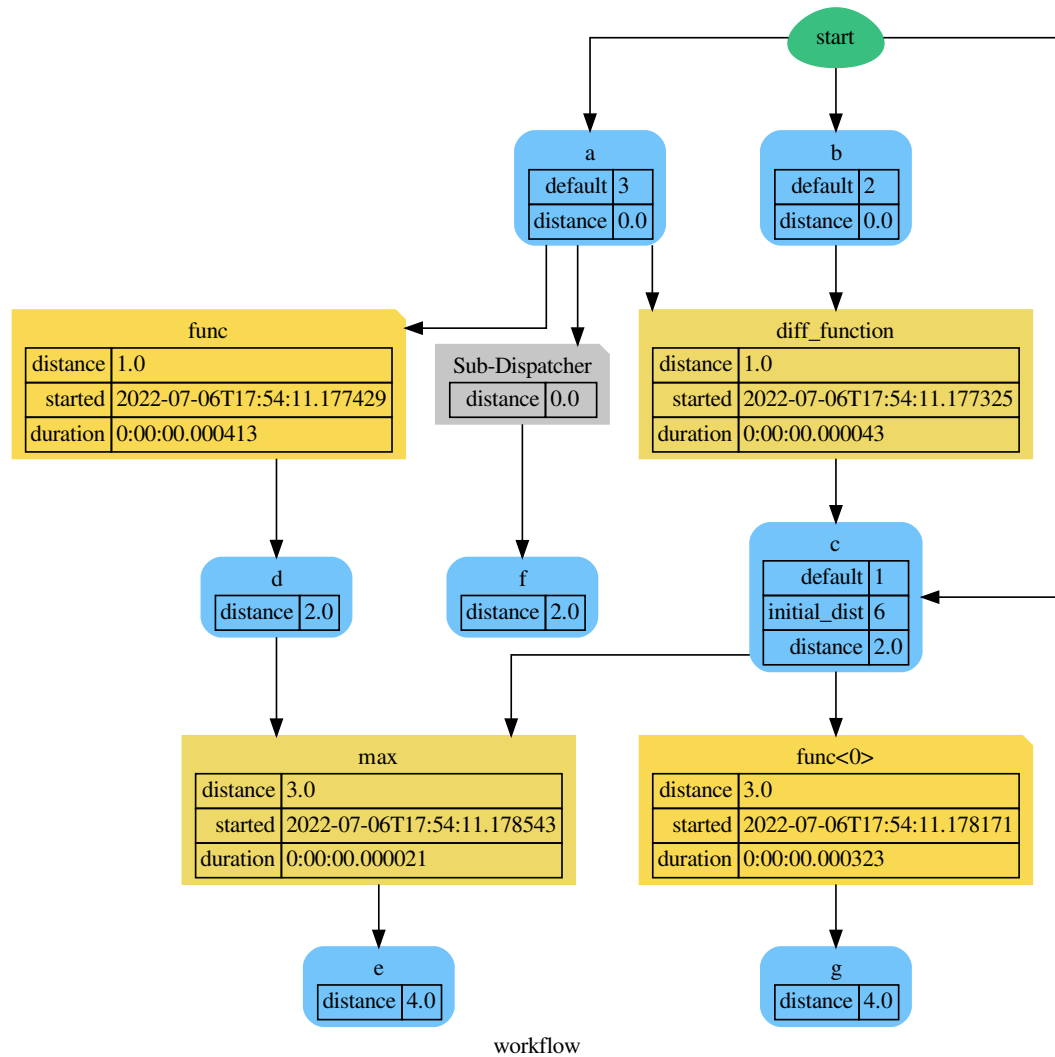 start
a
default 3
distance 0.0
b
default 2
distance 0.0
func
distance 1.0
started 2022-07-06T17:54:11.177429
duration 0:00:00.000413
Sub-Dispatcher
distance 0.0
diff_function
distance 1.0
started 2022-07-06T17:54:11.177325
duration 0:00:00.000043
d
distance 2.0
f
distance 2.0
c
default 1
initial_dist 6
distance 2.0
max
distance 3.0
started 2022-07-06T17:54:11.178543
duration 0:00:00.000021
func<0>
distance 3.0
started 2022-07-06T17:54:11.178171
duration 0:00:00.000323
e
distance 4.0
g
distance 4.0
workflow